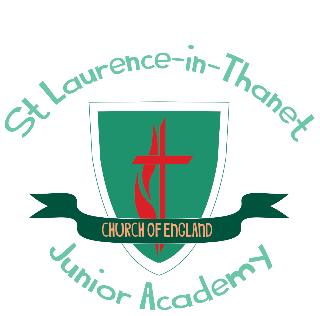 St Laurence-in-Thanet
CHURCH OF ENGLAND
Junior Academy